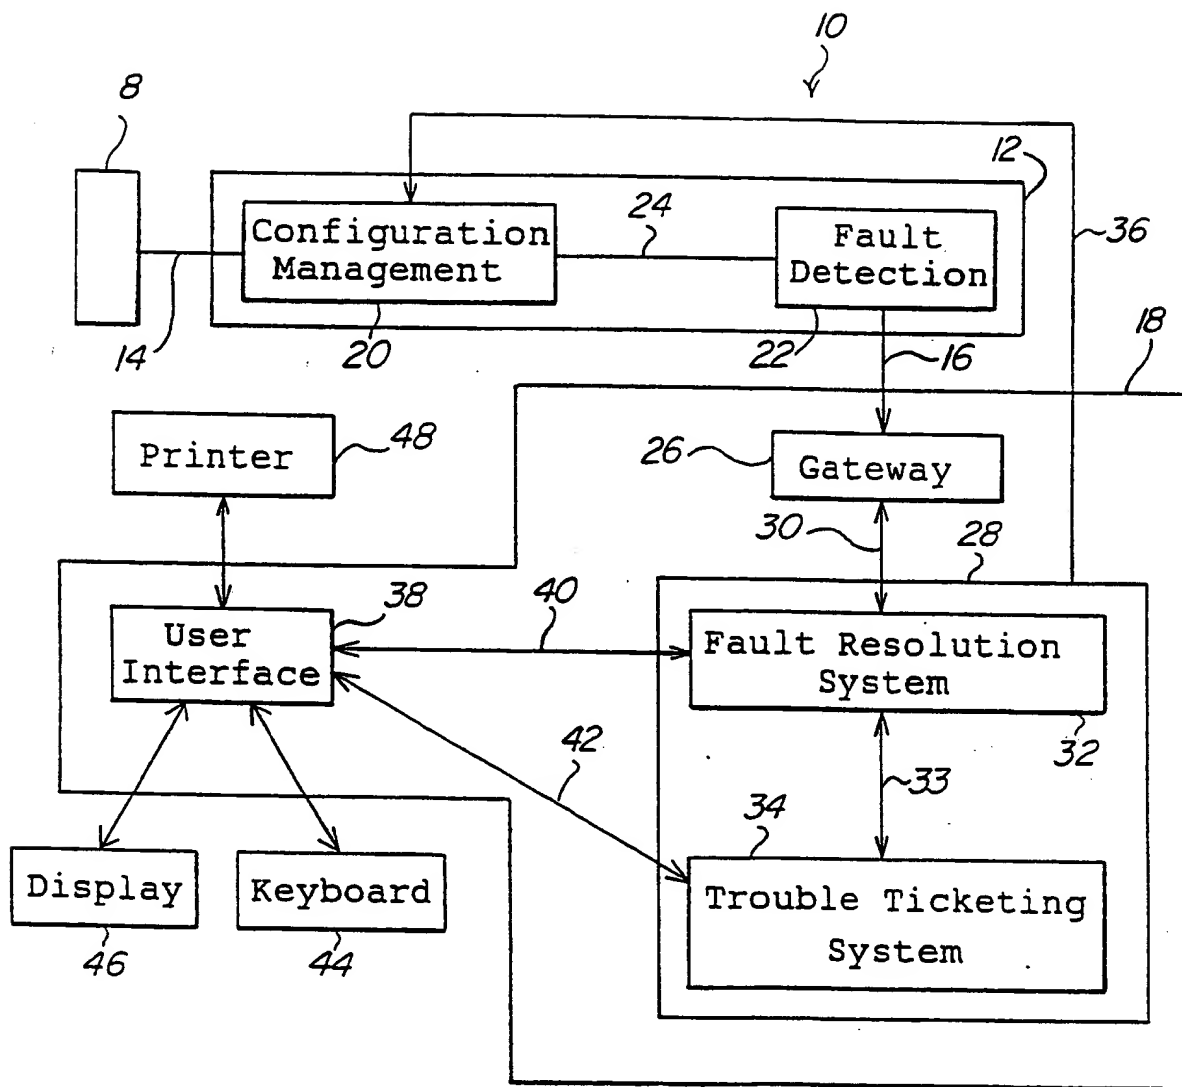 10
8
12
24
Configuration
Management
Fault
Detection
36
14
20
22
16
18
Printer
48
26
Gateway
30
28
38
40
User
Interface
Fault Resolution
System
32
42
33
34
Display
Keyboard
Trouble Ticketing
System
46
44